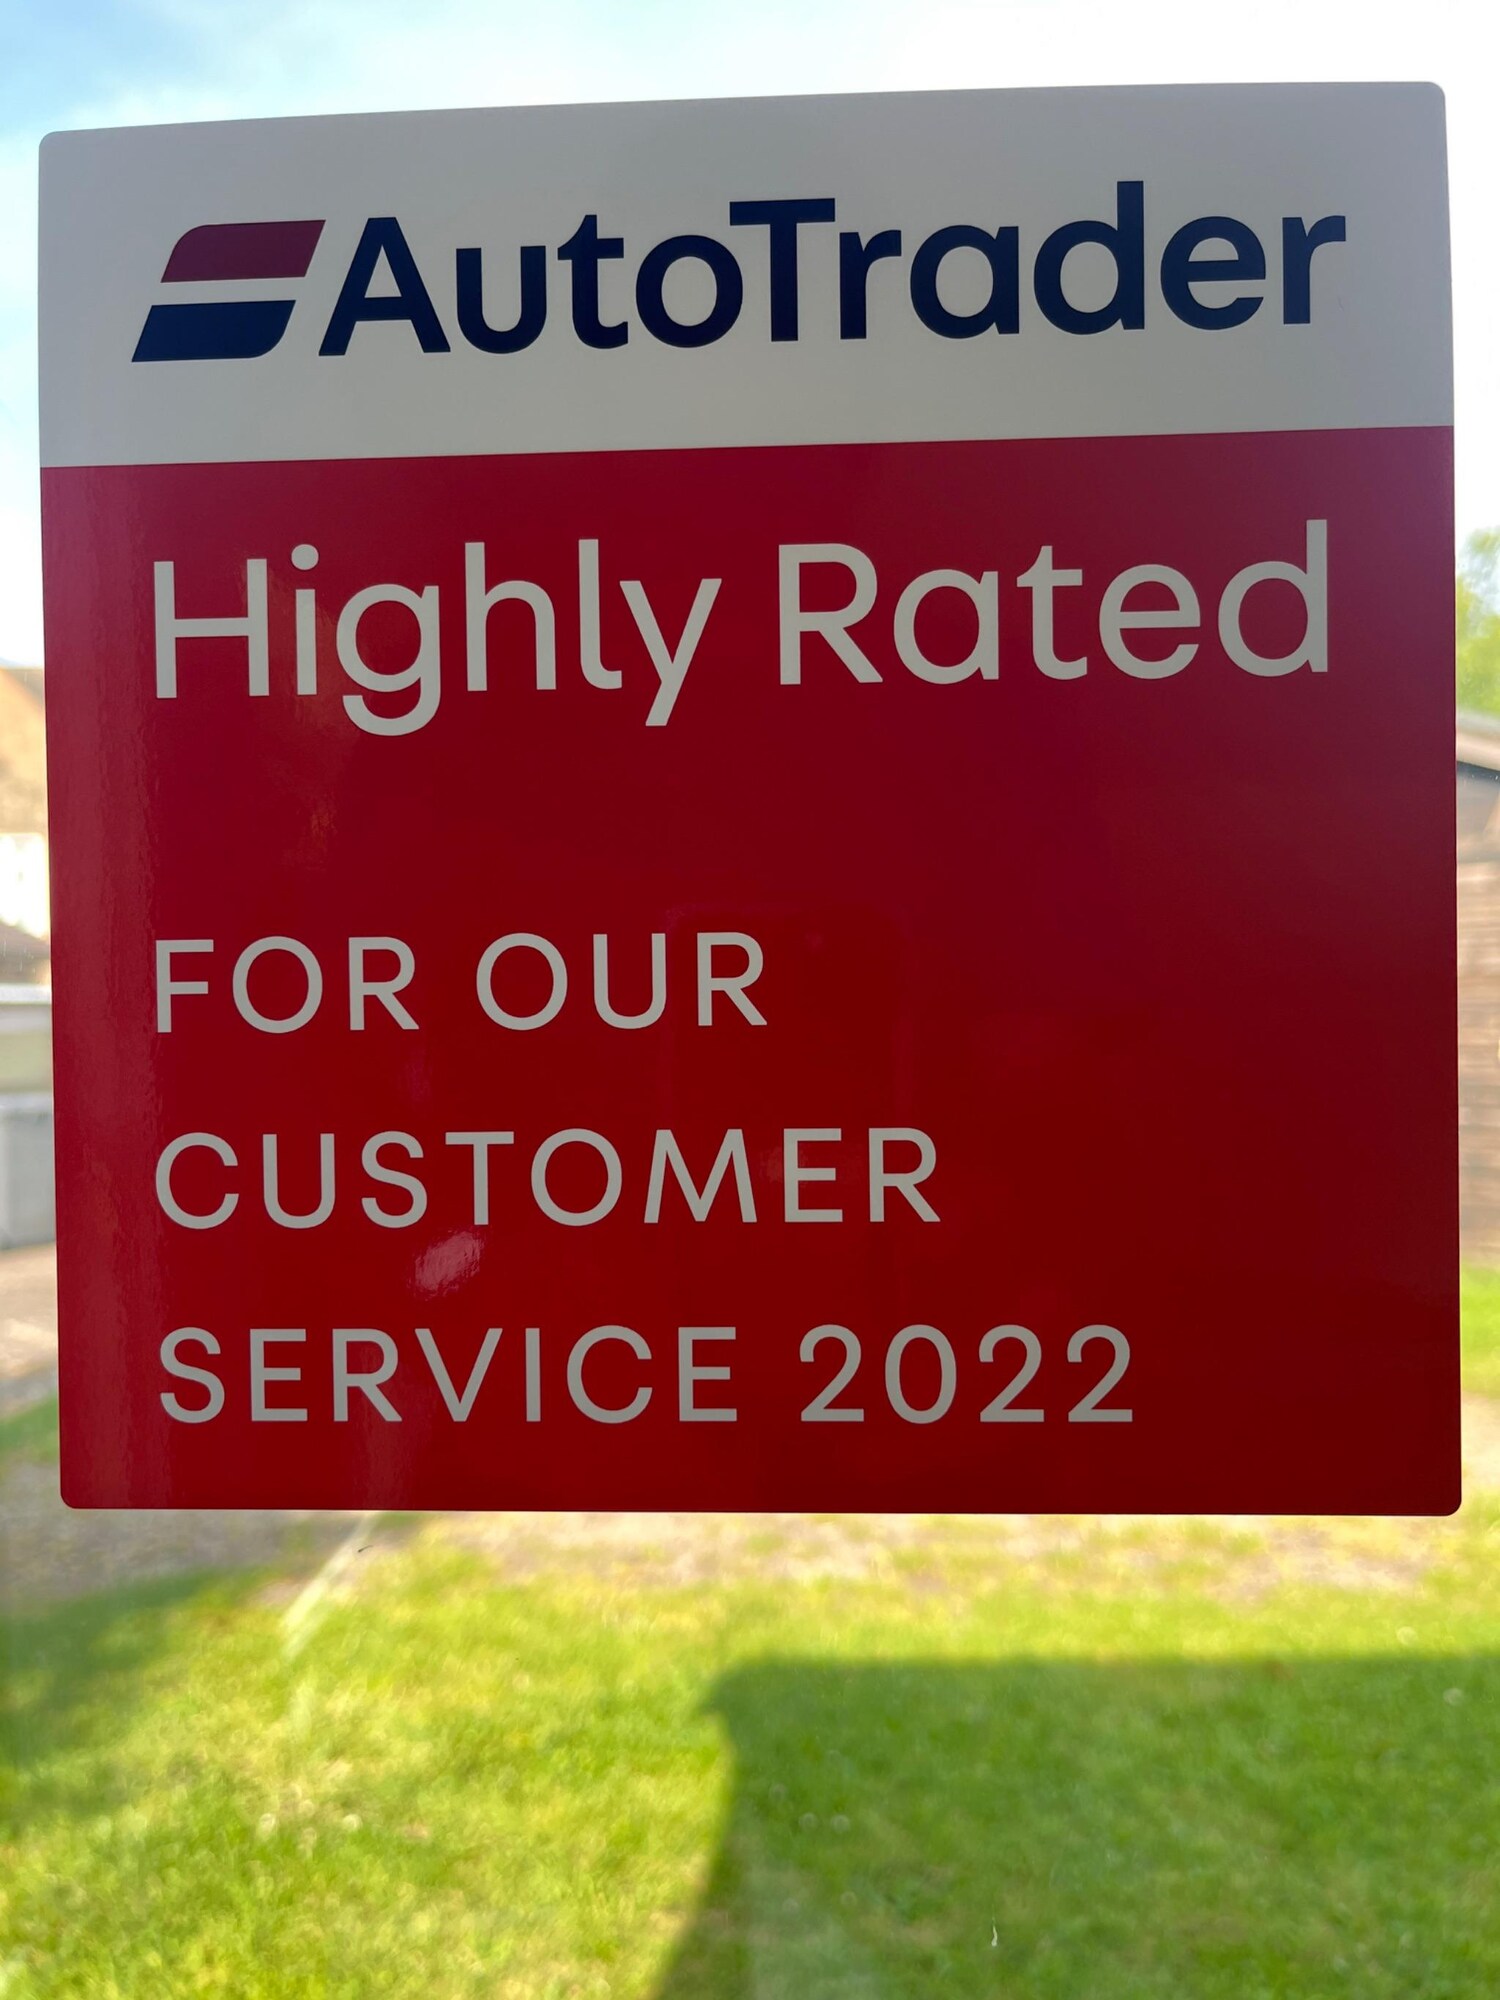 AutoTrader
Highly Rated
FOR OUR
CUSTOMER
SERVICE 2022